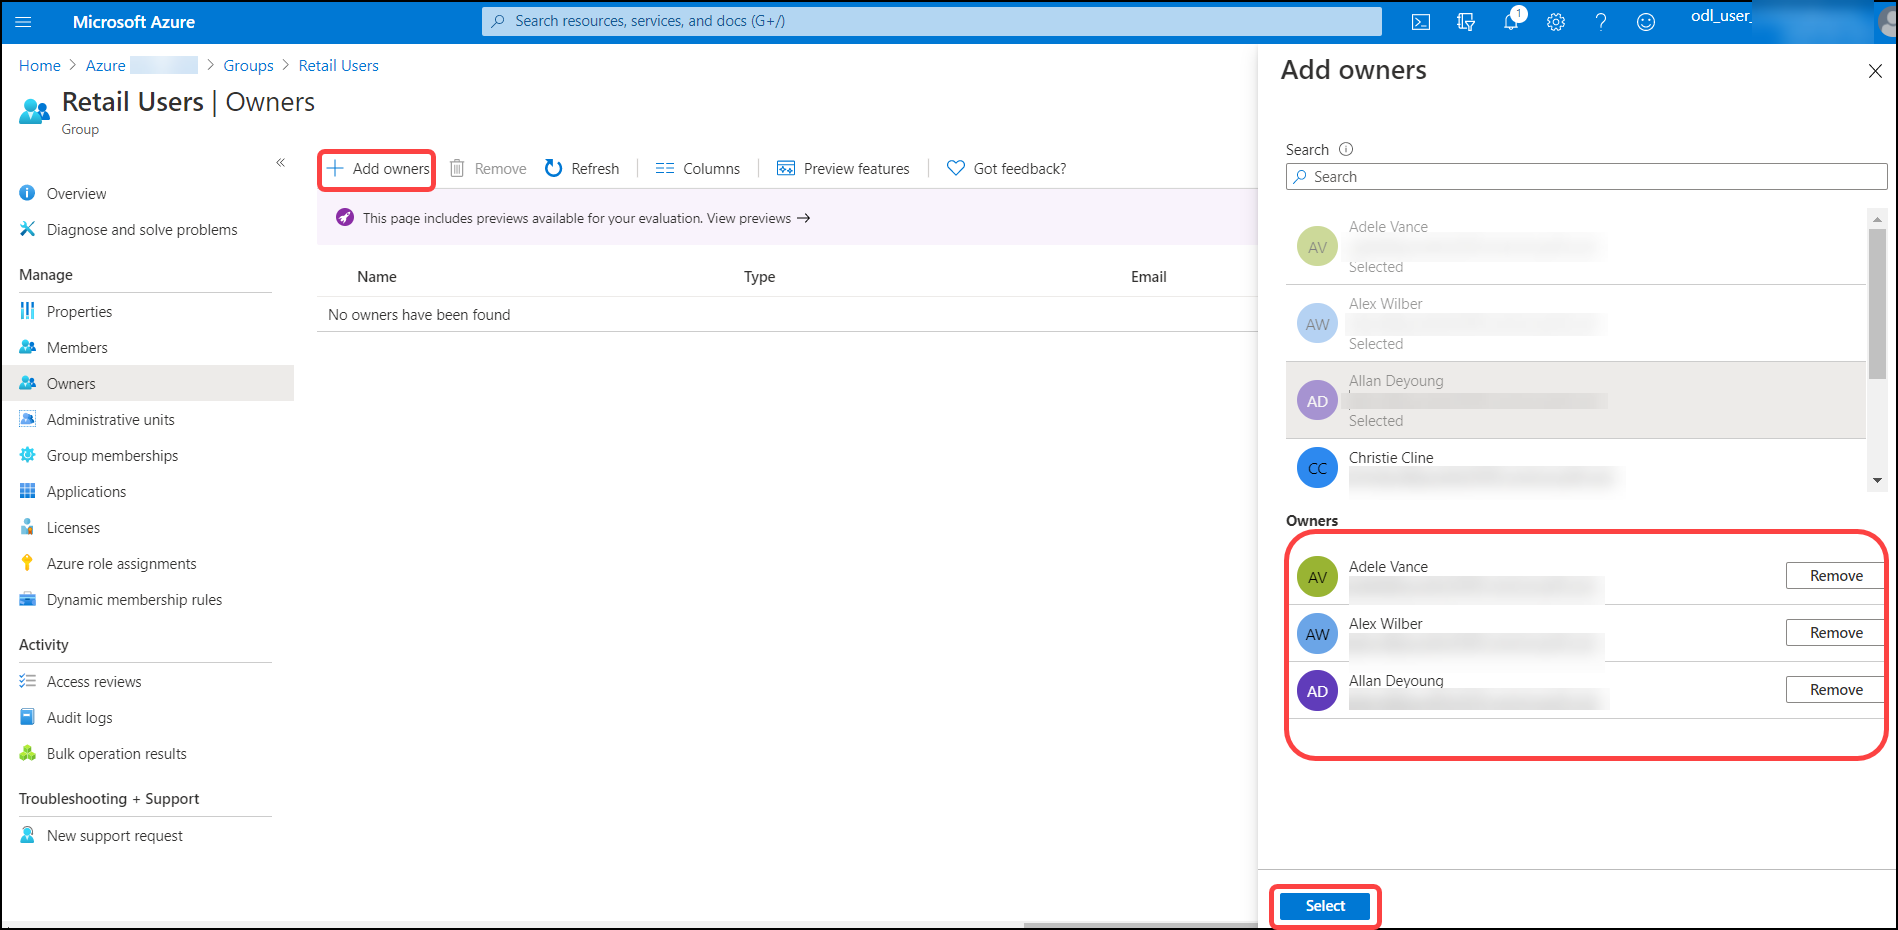 Microsoft Azure
Search resources, services, and docs (G+/)
1
odl_user_
Home > Azure > Groups > Retail Users
Retail Users | Owners
Group
«
Overview
Diagnose and solve problems
Manage
Properties
Members
Owners
Administrative units
Group memberships
Applications
Licenses
Azure role assignments
Dynamic membership rules
Activity
Access reviews
Audit logs
Bulk operation results
Troubleshooting + Support
New support request
+ Add owners Remove Refresh Columns Preview features Got feedback?
This page includes previews available for your evaluation. View previews →
Name Type Email
No owners have been found
Add owners
Search
Search
AV Adele Vance
Selected
AW Alex Wilber
Selected
AD Allan Deyoung
Selected
CC Christie Cline
Owners
AV Adele Vance Remove
AW Alex Wilber Remove
AD Allan Deyoung Remove
Select